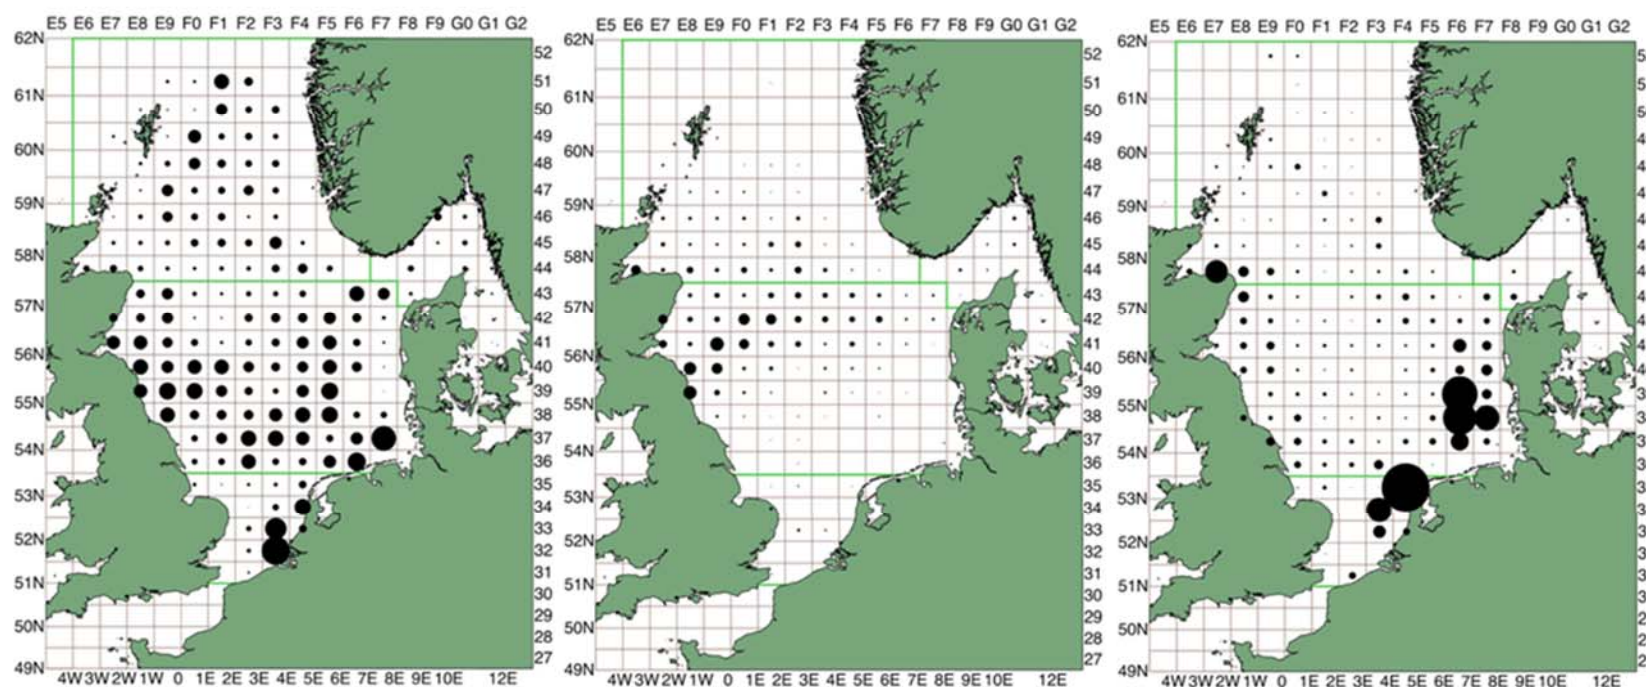 E5 E6 E7 E8 E9 F0 F1 F2 F3 F4 F5 F6 F7 F8 F9 G0 G1 G2
62N
61N
60N
59N
58N
57N
56N
55N
54N
53N
52N
51N
50N
49N
52
51
50
49
48
47
46
45
44
43
42
41
40
39
38
37
36
35
34
33
32
31
30
29
28
27
4W 3W 2W 1W 0 1E 2E 3E 4E 5E 6E 7E 8E 9E 10E 12E
E5 E6 E7 E8 E9 F0 F1 F2 F3 F4 F5 F6 F7 F8 F9 G0 G1 G2
62N
61N
60N
59N
58N
57N
56N
55N
54N
53N
52N
51N
50N
49N
52
51
50
49
48
47
46
45
44
43
42
41
40
39
38
37
36
35
34
33
32
31
30
29
28
27
4W 3W 2W 1W 0 1E 2E 3E 4E 5E 6E 7E 8E 9E 10E 12E
E5 E6 E7 E8 E9 F0 F1 F2 F3 F4 F5 F6 F7 F8 F9 G0 G1 G2
62N
61N
60N
59N
58N
57N
56N
55N
54N
53N
52N
51N
50N
49N
4W 3W 2W 1W 0 1E 2E 3E 4E 5E 6E 7E 8E 9E 10E 12E